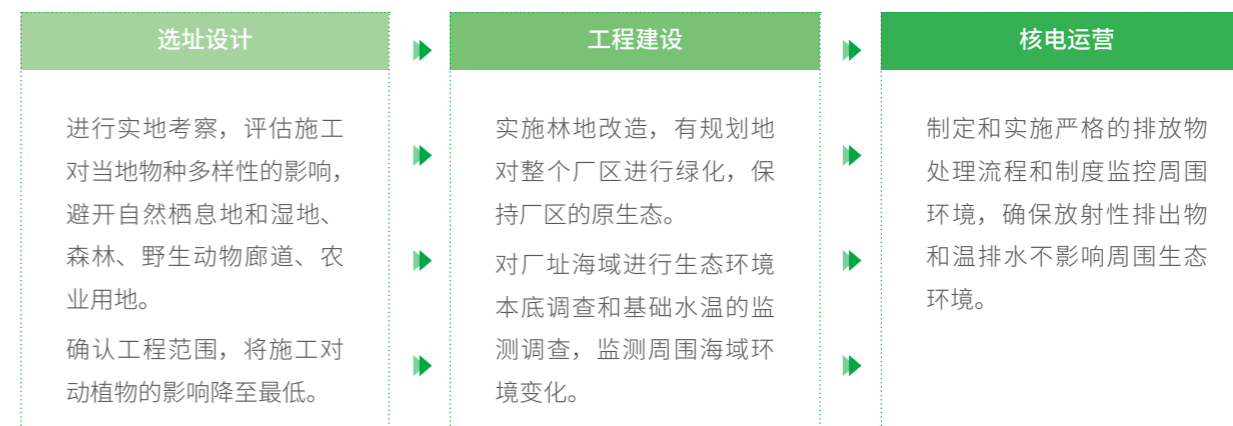 选址设计
进行实地考察，评估施工
对当地物种多样性的影响，
避开自然栖息地和湿地、
森林、野生动物廊道、农
业用地。
确认工程范围，将施工对
动植物的影响降至最低。
工程建设
实施林地改造，有规划地
对整个厂区进行绿化，保
持厂区的原生态。
对厂址海域进行生态环境
本底调查和基础水温的监
测调查，监测周围海域环
境变化。
核电运营
制定和实施严格的排放物
处理流程和制度监控周围
环境，确保放射性排出物
和温排水不影响周围生态
环境。